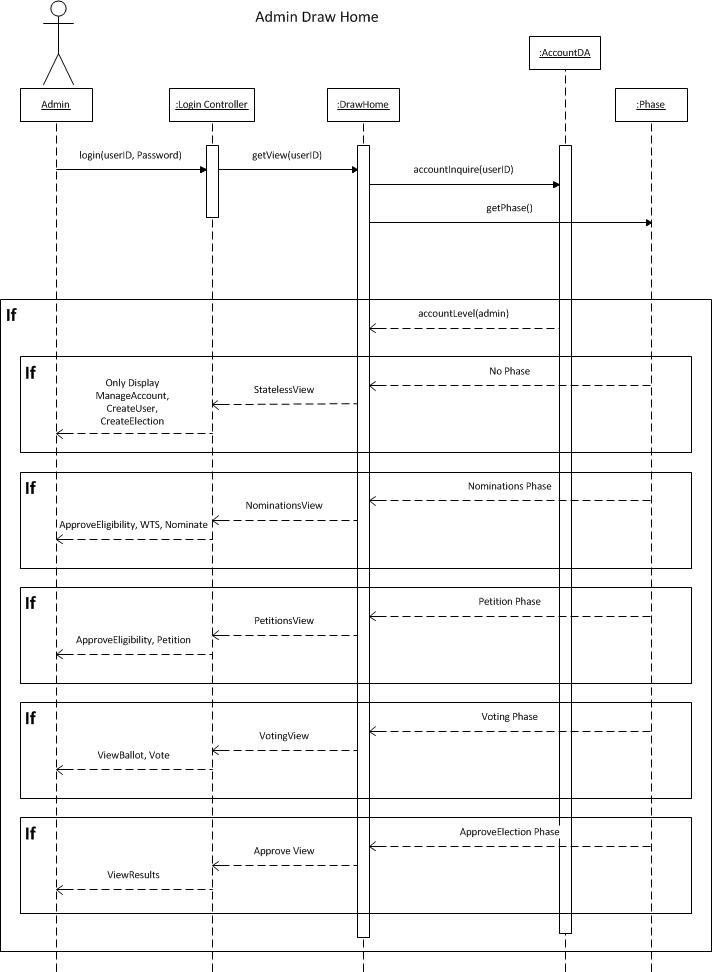 Admin Draw Home
:AccountDA
Admin
:Login Controller
:DrawHome
:Phase
login(userID, Password)
getView(userID)
accountInquire(userID)
getPhase()
If
accountLevel(admin)
If
No Phase
StatelessView
Only Display
ManageAccount,
CreateUser,
CreateElection
If
Nominations Phase
NominationsView
ApproveEligibility, WTS, Nominate
If
Petition Phase
PetitionsView
ApproveEligibility, Petition
If
Voting Phase
VotingView
ViewBallot, Vote
If
ApproveElection Phase
Approve View
ViewResults